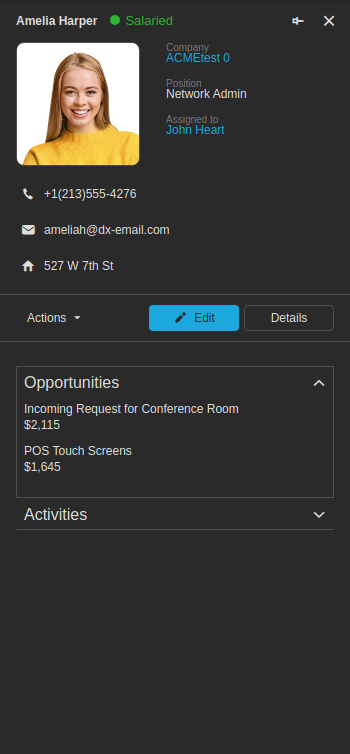 Amelia Harper Salaried
Company
ACMEtest 0
Position
Network Admin
Assigned to
John Heart
+1(213)555-4276
ameliah@dx-email.com
527 W 7th St
Actions Edit Details
Opportunities
Incoming Request for Conference Room
$2,115
POS Touch Screens
$1,645
Activities